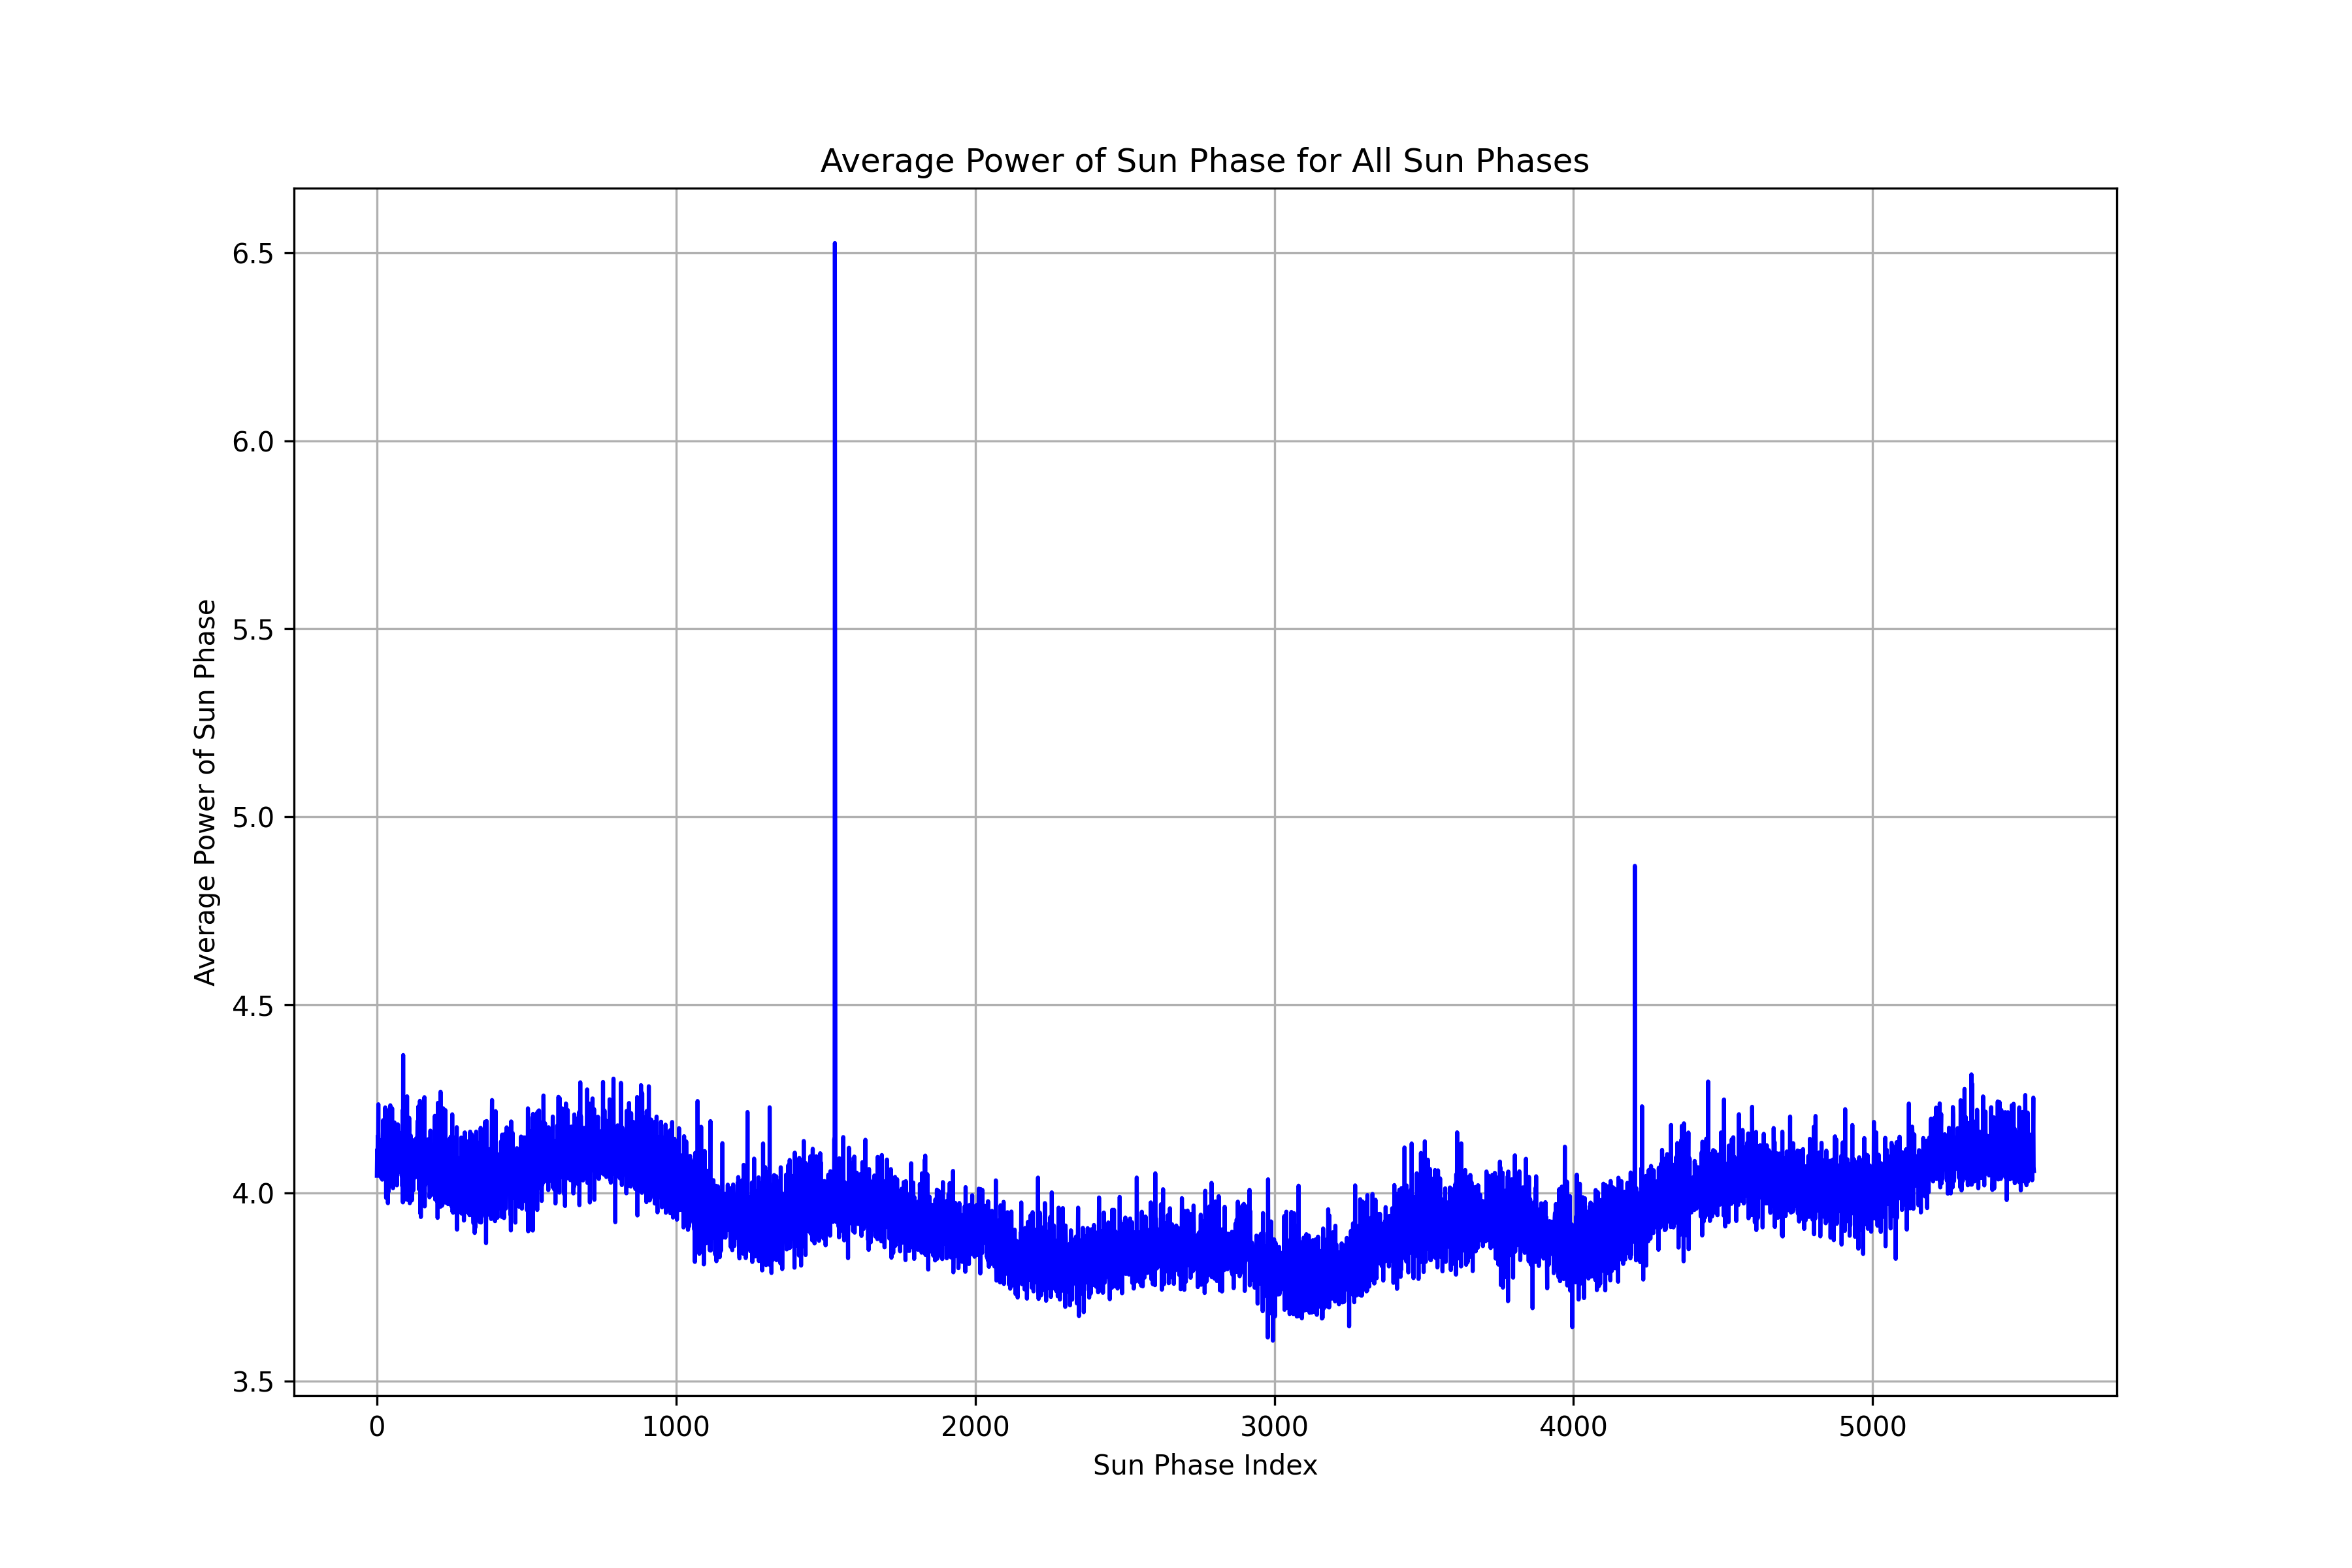 Average Power of Sun Phase for All Sun Phases
6.5
6.0
5.5
5.0
4.5
4.0
3.5
Average Power of Sun Phase
0 1000 2000 3000 4000 5000
Sun Phase Index